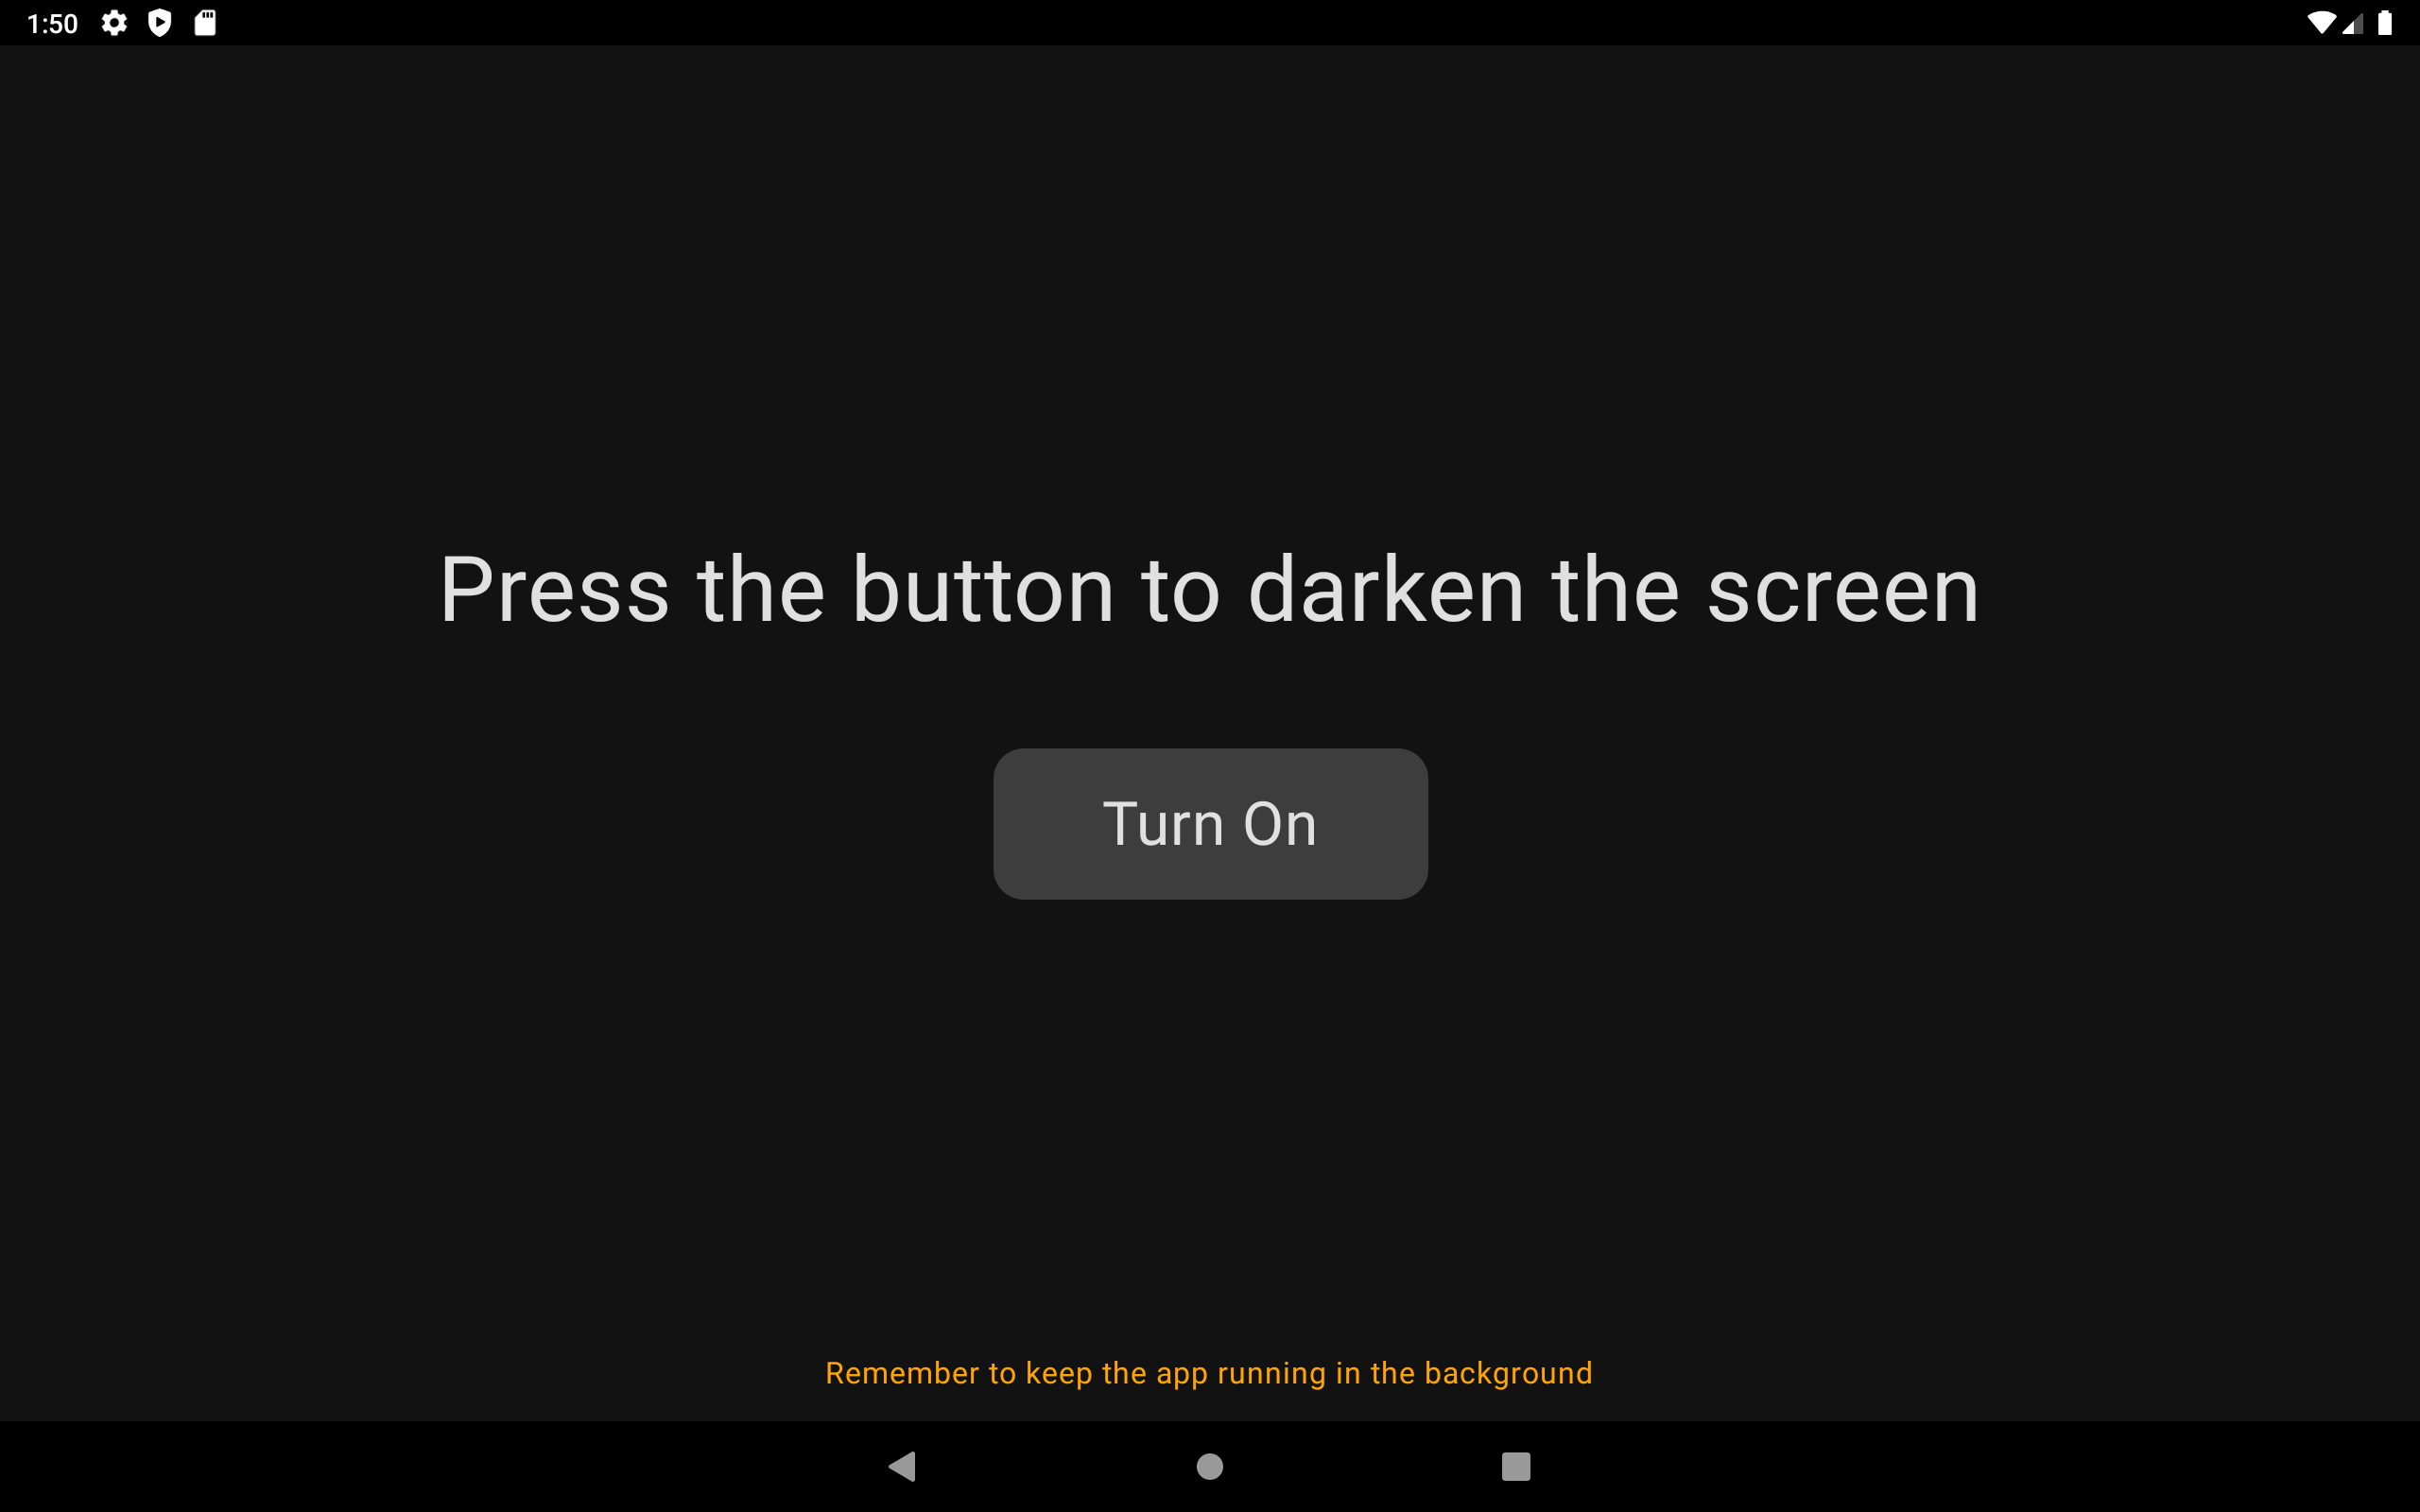 1:50
Press the button to darken the screen
Turn On
Remember to keep the app running in the background